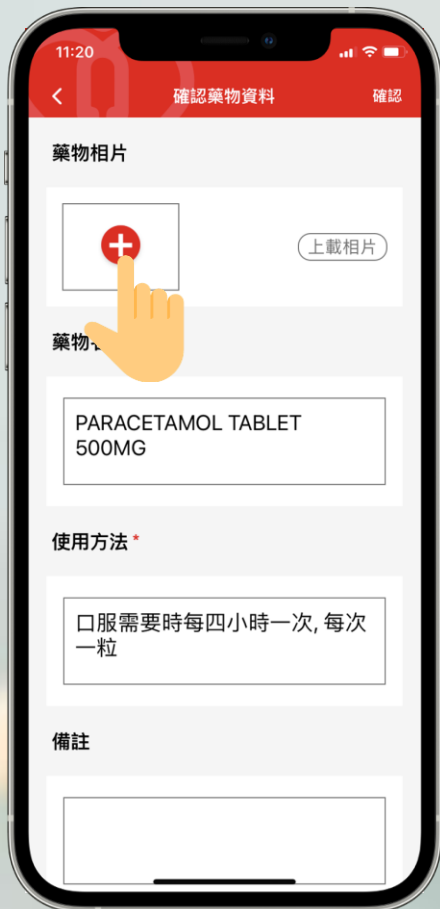 11:20
確認藥物資料
確認
藥物相片
上載相片
藥物
PARACETAMOL TABLET
500MG
使用方法*
口服需要時每四小時一次, 每次
一粒
備註